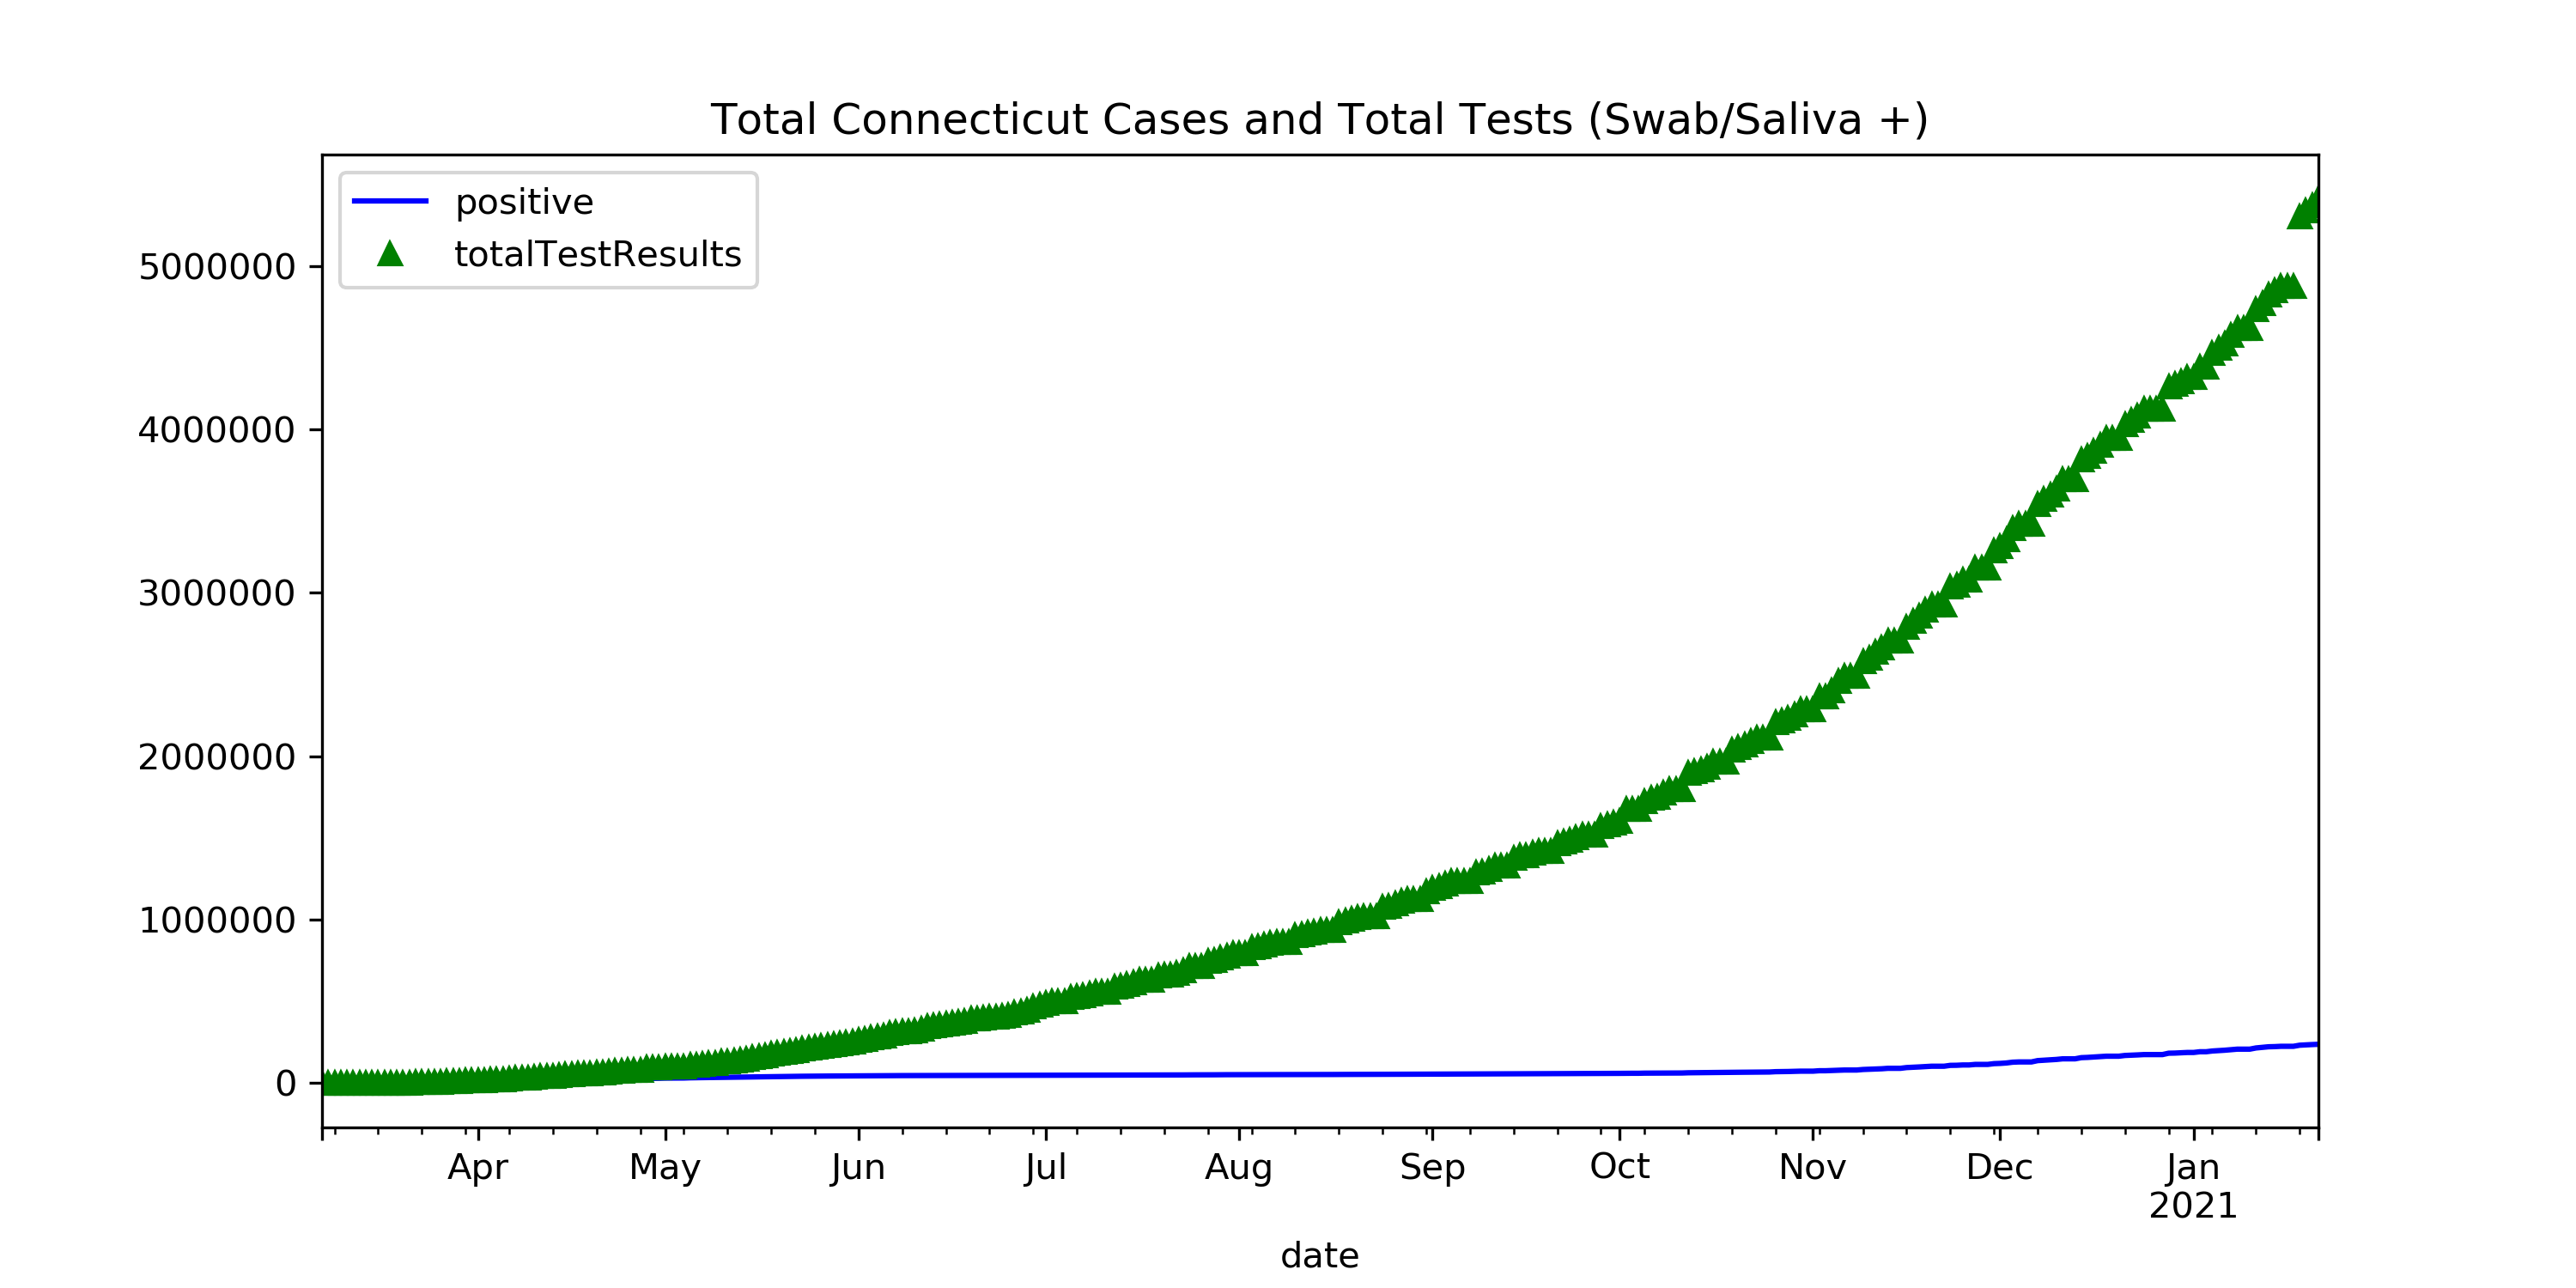 Total Connecticut Cases and Total Tests (Swab/Saliva +)
positive
totalTestResults
5000000
4000000
3000000
2000000
1000000
0
Apr May Jun Jul Aug Sep Oct Nov Dec Jan
2021
date